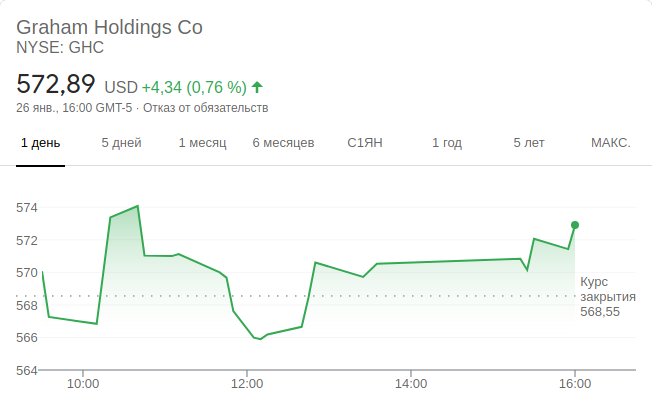 Graham Holdings Co
NYSE: GHC
572,89 USD +4,34 (0,76 %)
26 янв., 16:00 GMT-5 · Отказ от обязательств
1 день 5 дней 1 месяц 6 месяцев С1ЯН 1 год 5 лет МАКС.
574
572
570
568
566
564
Курс
закрытия
568,55
10:00 12:00 14:00 16:00